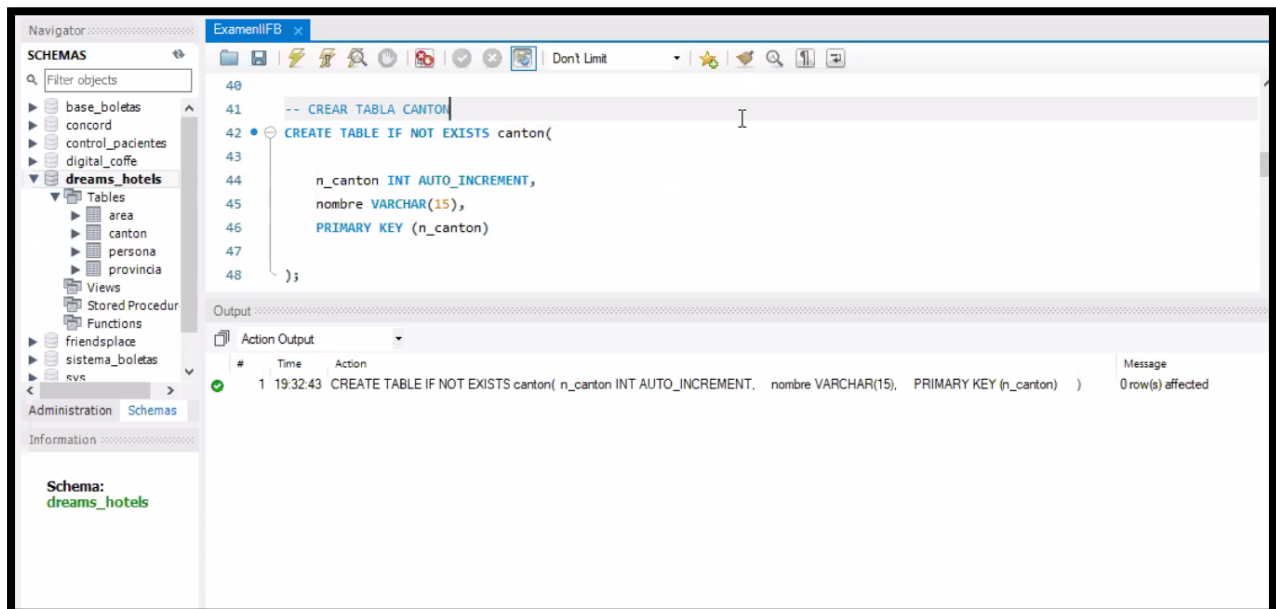 Navigator
ExamenIIFB ×
SCHEMAS
Filter objects
base_boletas
concord
control_pacientes
digital_coffe
dreams_hotels
Tables
area
canton
persona
provincia
Views
Stored Procedur
Functions
friendsplace
sistema_boletas
sys
Administration Schemas
Information
Schema:
dreams_hotels
Don't Limit
40
41 -- CREAR TABLA CANTON
42 CREATE TABLE IF NOT EXISTS canton(
43
44 n_canton INT AUTO_INCREMENT,
45 nombre VARCHAR(15),
46 PRIMARY KEY (n_canton)
47
48 );
Output
Action Output
# Time Action Message
1 19:32:43 CREATE TABLE IF NOT EXISTS canton( n_canton INT AUTO_INCREMENT, nombre VARCHAR(15), PRIMARY KEY (n_canton) ) 0 row(s) affected